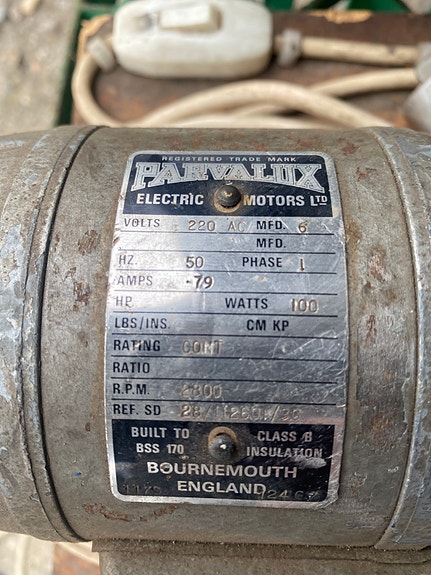 REGISTERED TRADE MARK
PARVALUX
ELECTRIC MOTORS LTD
VOLTS 220 AC MFD. 6
MFD.
HZ. 50 PHASE 1
AMPS ·79
HP WATTS 100
LBS/INS. CM KP
RATING CONT
RATIO
R.P.M. 2800
REF. SD
BUILT TO CLASS B
BSS 170 INSULATION
BOURNEMOUTH
ENGLAND